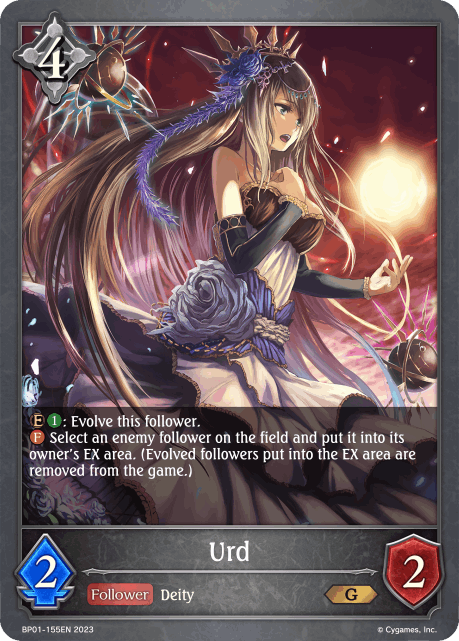 4
E 1 : Evolve this follower.
F Select an enemy follower on the field and put it into its
owner's EX area. (Evolved followers put into the EX area are
removed from the game.)
Urd
2 Follower Deity G 2
BP01-155EN 2023 © Cygames, Inc.